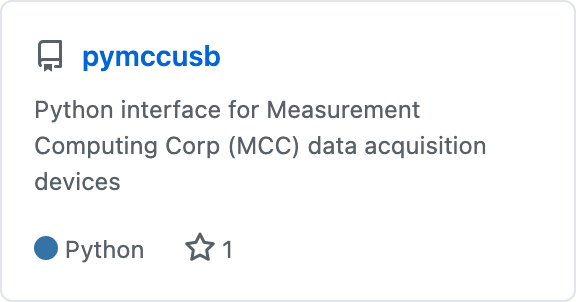 pymccusb
Python interface for Measurement
Computing Corp (MCC) data acquisition
devices
Python 1